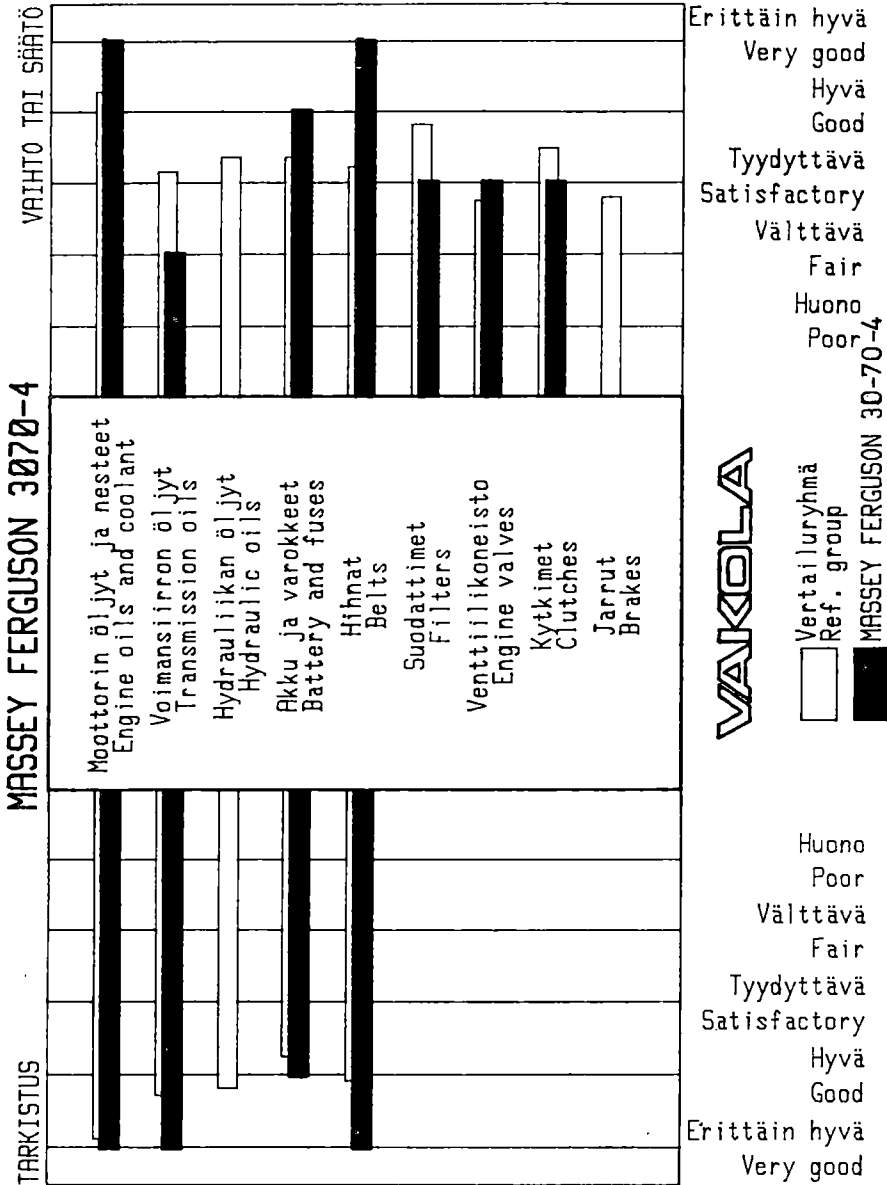 MASSEY FERGUSON 3070-4
VAIHTO TAI SÄÄTÖ
TARKISTUS
Erittäin hyvä
Very good
Hyvä
Good
Tyydyttävä
Satisfactory
Välttävä
Fair
Huono
Poor
Moottorin öljyt ja nesteet
Engine oils and coolant
Voimansiirron öljyt
Transmission oils
Hydrauliikan öljyt
Hydraulic oils
Akku ja varokkeet
Battery and fuses
Hihnat
Belts
Suodattimet
Filters
Venttiilikoneisto
Engine valves
Kytkimet
Clutches
Jarrut
Brakes
VAKOLA
Vertailuryhmä
Ref. group
MASSEY FERGUSON 30-70-4
Huono
Poor
Välttävä
Fair
Tyydyttävä
Satisfactory
Hyvä
Good
Erittäin hyvä
Very good